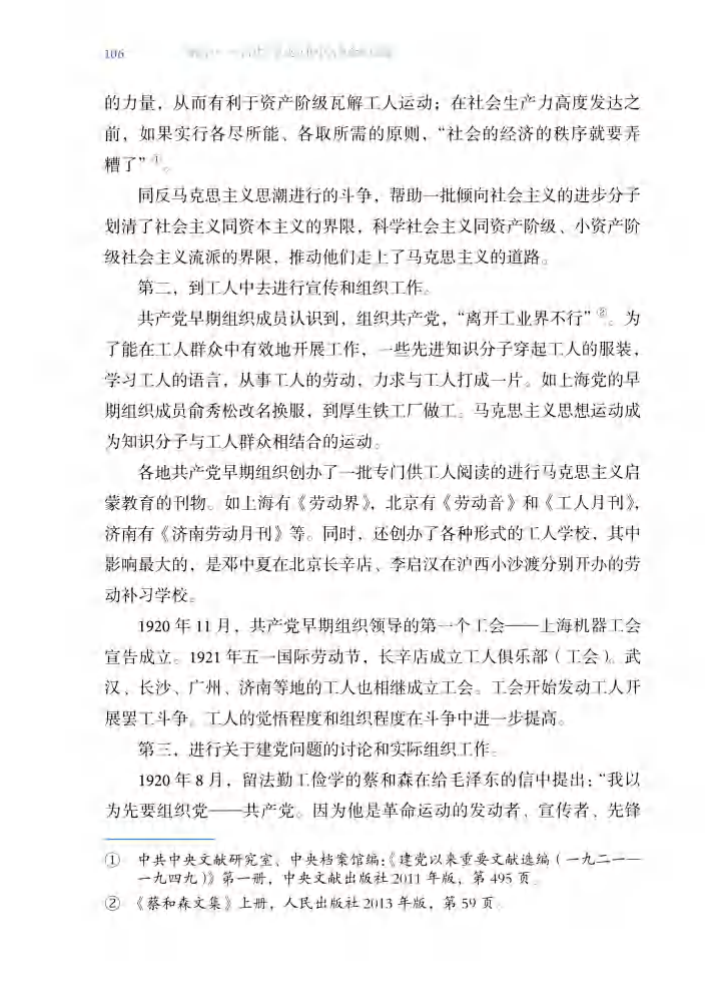 106
的力量，从而有利于资产阶级瓦解工人运动；在社会生产力高度发达之
前，如果实行各尽所能、各取所需的原则，“社会的经济的秩序就要弄
糟了”①。
同反马克思主义思潮进行的斗争，帮助一批倾向社会主义的进步分子
划清了社会主义同资本主义的界限，科学社会主义同资产阶级、小资产阶
级社会主义流派的界限，推动他们走上了马克思主义的道路。
第二，到工人中去进行宣传和组织工作。
共产党早期组织成员认识到，组织共产党，“离开工业界不行”②。为
了能在工人群众中有效地开展工作，一些先进知识分子穿起工人的服装，
学习工人的语言，从事工人的劳动，力求与工人打成一片。如上海党的早
期组织成员俞秀松改名换服，到厚生铁工厂做工。马克思主义思想运动成
为知识分子与工人群众相结合的运动。
各地共产党早期组织创办了一批专门供工人阅读的进行马克思主义启
蒙教育的刊物。如上海有《劳动界》，北京有《劳动音》和《工人月刊》，
济南有《济南劳动月刊》等。同时，还创办了各种形式的工人学校，其中
影响最大的，是邓中夏在北京长辛店、李启汉在沪西小沙渡分别开办的劳
动补习学校。
1920 年 11 月，共产党早期组织领导的第一个工会——上海机器工会
宣告成立。1921 年五一国际劳动节，长辛店成立工人俱乐部（工会）。武
汉、长沙、广州、济南等地的工人也相继成立工会。工会开始发动工人开
展罢工斗争。工人的觉悟程度和组织程度在斗争中进一步提高。
第三，进行关于建党问题的讨论和实际组织工作。
1920 年 8 月，留法勤工俭学的蔡和森在给毛泽东的信中提出：“我以
为先要组织党——共产党。因为他是革命运动的发动者、宣传者、先锋
① 中共中央文献研究室、中央档案馆编：《建党以来重要文献选编（一九二一—
一九四九）》第一册，中央文献出版社 2011 年版，第 495 页。
② 《蔡和森文集》上册，人民出版社 2013 年版，第 59 页。